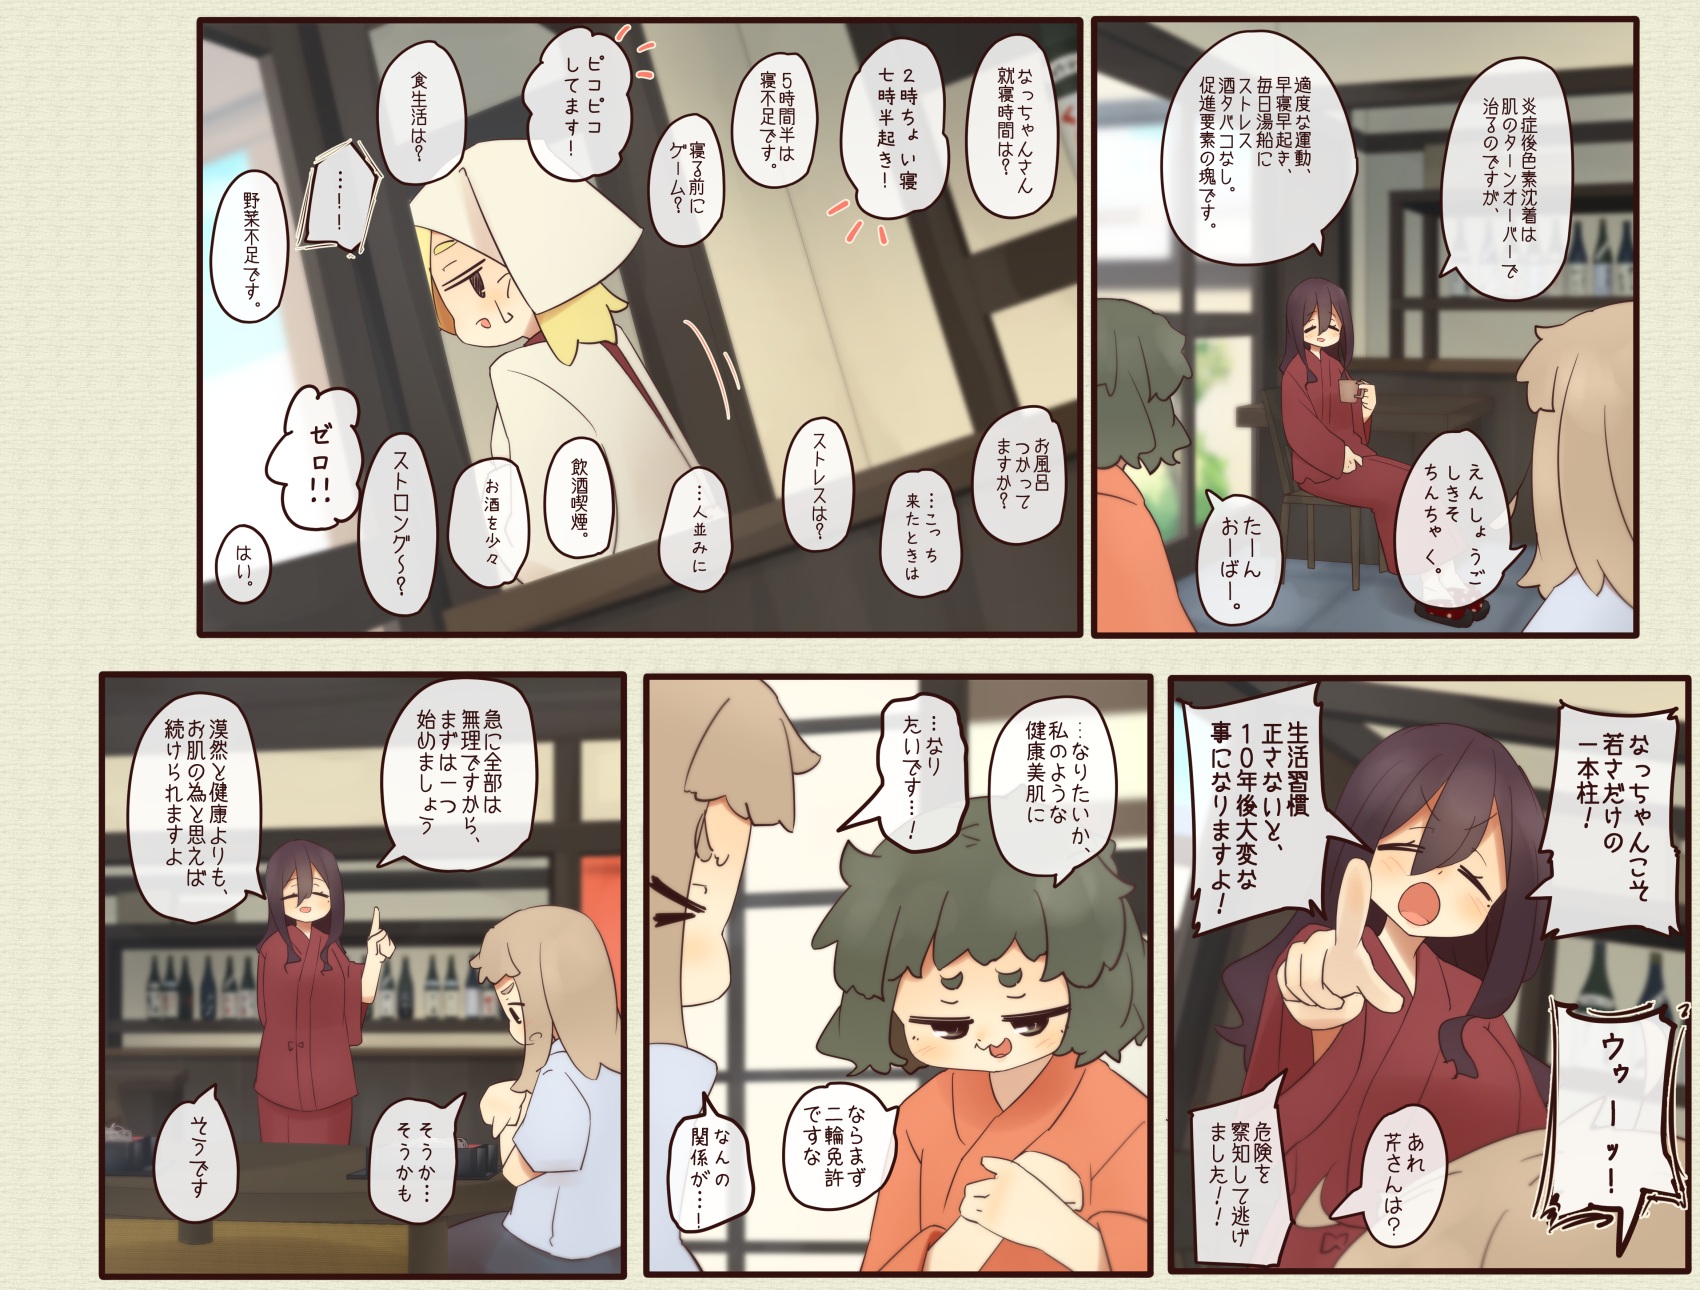 炎症後色素沈着は
肌のターンオーバーで
治るのですが、
適度な運動、
早寝早起き、
毎日湯船に
ストレス
酒タバコなし。
促進要素の塊です。
えんしょうご
しきそ
ちんちゃく。
たーん
おーばー。
なっちゃんさん
就寝時間は？
2時ちょい寝
七時半起き！
5時間半は
寝不足です。
寝る前に
ゲーム？
ピコピコ
してます！
食生活は？
…！！
野菜不足です。
お風呂
つかって
ますか？
…こっち
来たときは
ストレスは？
…人並みに
飲酒喫煙。
お酒を少々
ストロング〜？
ゼロ！！
はい。
なっちゃんこそ
若さだけの
一本柱！
生活習慣
正さないと、
10年後大変な
事になりますよ！
ウゥーッ！
あれ
芹さんは？
危険を
察知して逃げ
ました！！
…なりたいか、
私のような
健康美肌に
…なり
たいです…！
ならまず
二輪免許
ですな
なんの
関係が…！
急に全部は
無理ですから、
まずは一つ
始めましょう
漠然と健康よりも、
お肌の為と思えば
続けられますよ
そうか…
そうかも
そうです